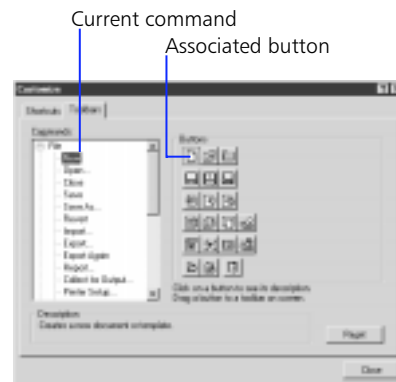 Current command
Associated button
Customize
Shortcuts Toolbars
Commands
File
New
Open...
Close
Save
Save As...
Revert
Import...
Export...
Export Again
Report...
Collect for Output...
Printer Setup...
Buttons
Click on a button to see its description.
Drag a button to a toolbar on screen.
Description
Creates a new document or template.
Close